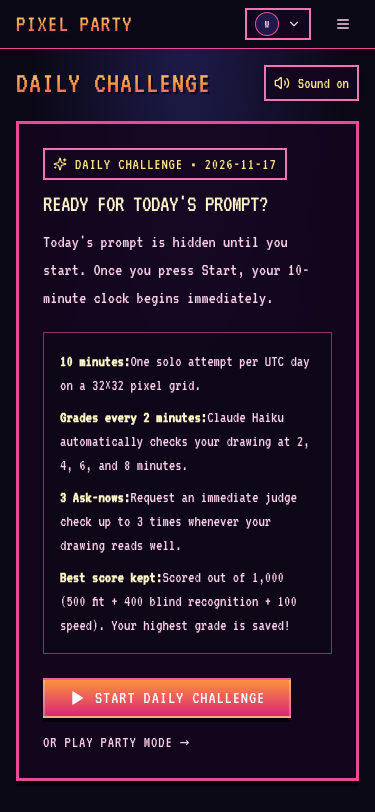 PIXEL PARTY
U
DAILY CHALLENGE
Sound on
DAILY CHALLENGE • 2026-11-17
READY FOR TODAY'S PROMPT?
Today's prompt is hidden until you
start. Once you press Start, your 10-
minute clock begins immediately.
10 minutes:One solo attempt per UTC day
on a 32X32 pixel grid.
Grades every 2 minutes:Claude Haiku
automatically checks your drawing at 2,
4, 6, and 8 minutes.
3 Ask-nows:Request an immediate judge
check up to 3 times whenever your
drawing reads well.
Best score kept:Scored out of 1,000
(500 fit + 400 blind recognition + 100
speed). Your highest grade is saved!
START DAILY CHALLENGE
OR PLAY PARTY MODE →